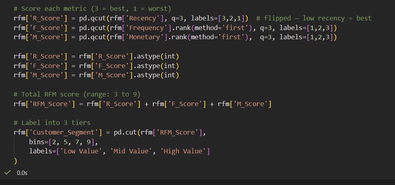 # Score each metric (3 = best, 1 = worst)
rfm['R_Score'] = pd.qcut(rfm['Recency'], q=3, labels=[3,2,1])  # Flipped – low recency = best
rfm['F_Score'] = pd.qcut(rfm['Frequency'].rank(method='first'), q=3, labels=[1,2,3])
rfm['M_Score'] = pd.qcut(rfm['Monetary'].rank(method='first'),  q=3, labels=[1,2,3])
rfm['R_Score'] = rfm['R_Score'].astype(int)
rfm['F_Score'] = rfm['F_Score'].astype(int)
rfm['M_Score'] = rfm['M_Score'].astype(int)
# Total RFM score (range: 3 to 9)
rfm['RFM_Score'] = rfm['R_Score'] + rfm['F_Score'] + rfm['M_Score']
# Label into 3 tiers
rfm['Customer_Segment'] = pd.cut(rfm['RFM_Score'],
    bins=[2, 5, 7, 9],
    labels=['Low Value', 'Mid Value', 'High Value']
)
0.0s